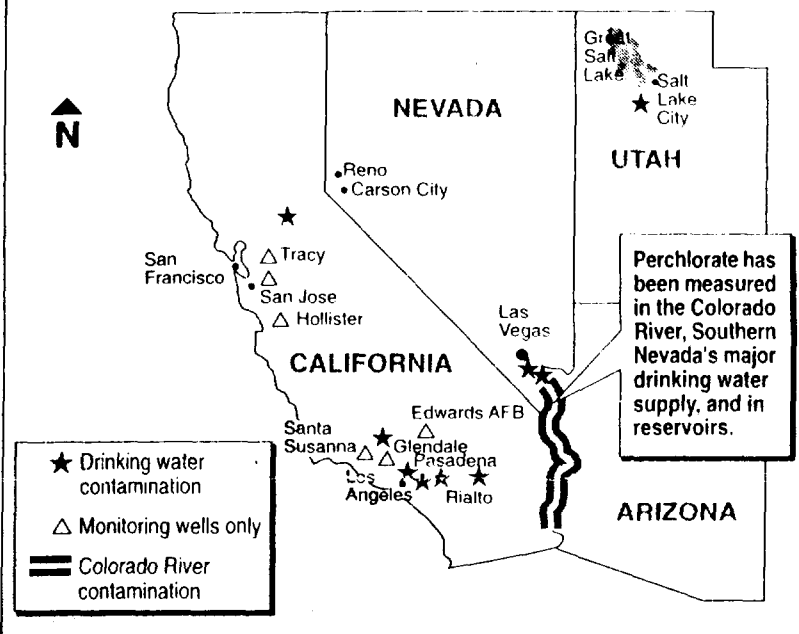 Great
Salt
Lake
Salt
Lake
City
NEVADA
UTAH
N
Reno
Carson City
San
Francisco
Tracy
San Jose
Hollister
Perchlorate has
been measured
in the Colorado
River, Southern
Nevada's major
drinking water
supply, and in
reservoirs.
Las
Vegas
CALIFORNIA
Edwards AFB
Santa
Susanna
Glendale
Pasadena
Los
Angeles
Rialto
ARIZONA
Drinking water
contamination
Monitoring wells only
Colorado River
contamination